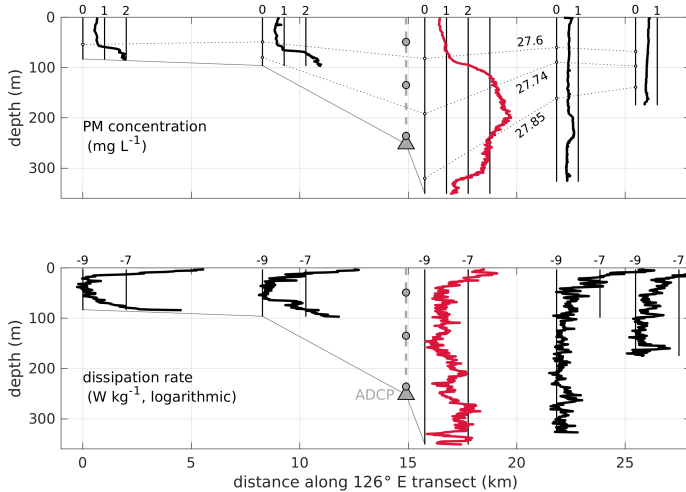 0 1 2 0 1 2 0 1 0 1 0 1
0
27.6
100
27.74
200
PM concentration
27.85
(mg L-1)
300
depth (m)
-9 -7 -9 -7 -9 -7 -9 -7 -9 -7
0
100
200
dissipation rate
(W kg-1, logarithmic)
ADCP
300
depth (m)
0 5 10 15 20 25
distance along 126° E transect (km)